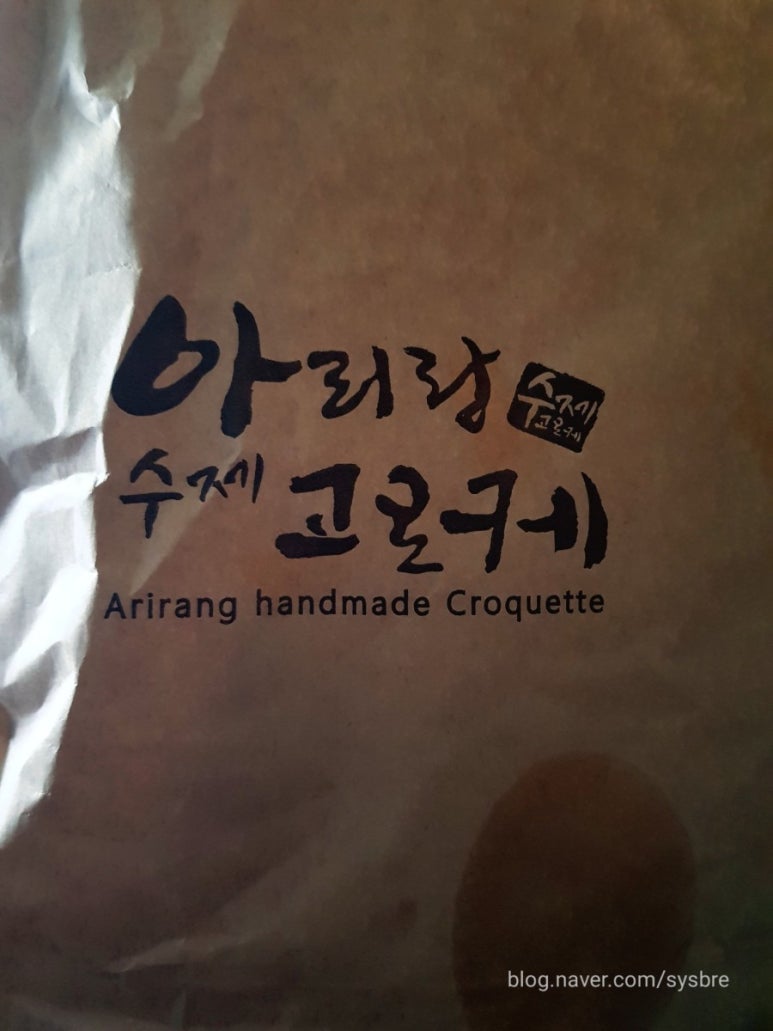 아리랑
수제
고로케
수제 고로케
Arirang handmade Croquette
blog.naver.com/sysbre